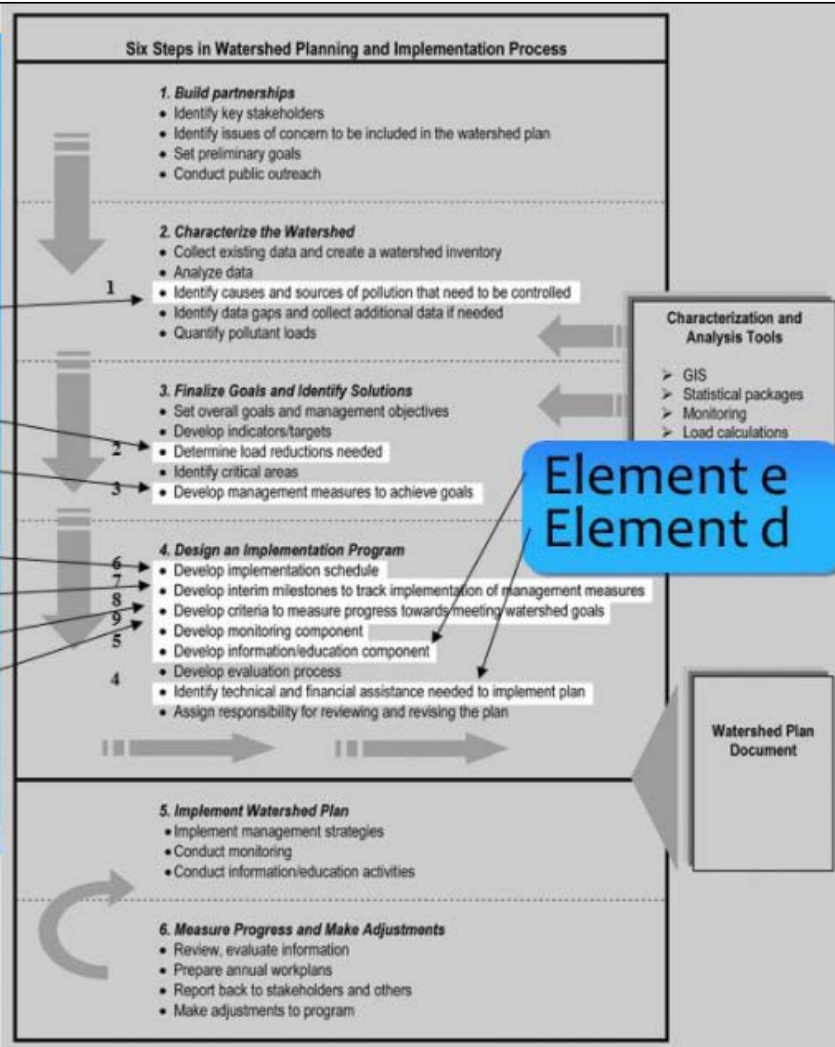 Six Steps in Watershed Planning and Implementation Process
1. Build partnerships
• Identify key stakeholders
• Identify issues of concern to be included in the watershed plan
• Set preliminary goals
• Conduct public outreach
2. Characterize the Watershed
• Collect existing data and create a watershed inventory
• Analyze data
1 • Identify causes and sources of pollution that need to be controlled
• Identify data gaps and collect additional data if needed
• Quantify pollutant loads
Characterization and
Analysis Tools
➢ GIS
➢ Statistical packages
➢ Monitoring
➢ Load calculations
3. Finalize Goals and Identify Solutions
• Set overall goals and management objectives
• Develop indicators/targets
2 • Determine load reductions needed
• Identify critical areas
3 • Develop management measures to achieve goals
Element e
Element d
4. Design an Implementation Program
6 • Develop implementation schedule
7 • Develop interim milestones to track implementation of management measures
8 • Develop criteria to measure progress towards meeting watershed goals
9 • Develop monitoring component
5 • Develop information/education component
• Develop evaluation process
4 • Identify technical and financial assistance needed to implement plan
• Assign responsibility for reviewing and revising the plan
Watershed Plan
Document
5. Implement Watershed Plan
• Implement management strategies
• Conduct monitoring
• Conduct information/education activities
6. Measure Progress and Make Adjustments
• Review, evaluate information
• Prepare annual workplans
• Report back to stakeholders and others
• Make adjustments to program